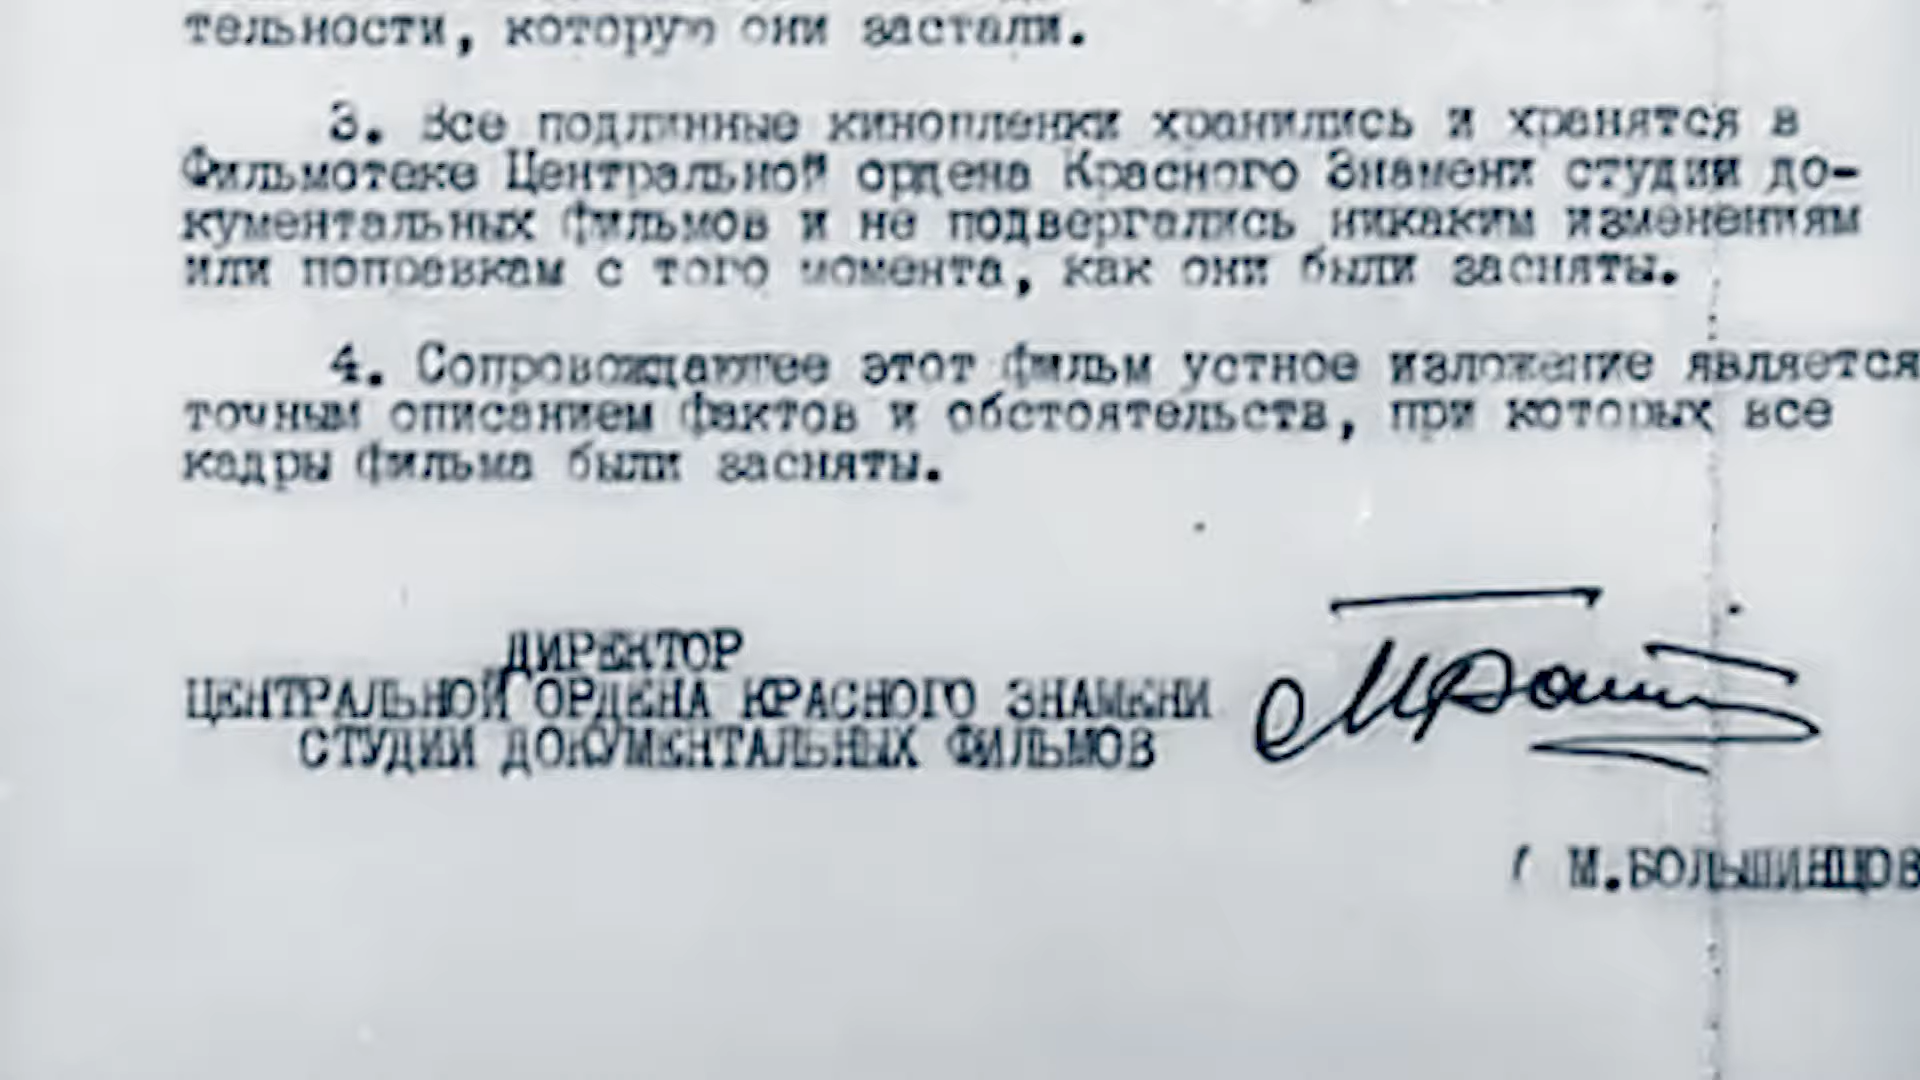 тельности, которую они застали.
3. Все подлинные кинопленки хранились и хранятся в
Фильмотеке Центральной ордена Красного Знамени студии до-
кументальных фильмов и не подвергались никаким изменениям
или поправкам с того момента, как они были засняты.
4. Сопровождающее этот фильм устное изложение является
точным описанием фактов и обстоятельств, при которых все
кадры фильма были засняты.
ДИРЕКТОР
ЦЕНТРАЛЬНОЙ ОРДЕНА КРАСНОГО ЗНАМЕНИ
СТУДИИ ДОКУМЕНТАЛЬНЫХ ФИЛЬМОВ
( М.БОЛЬШИНЦОВ